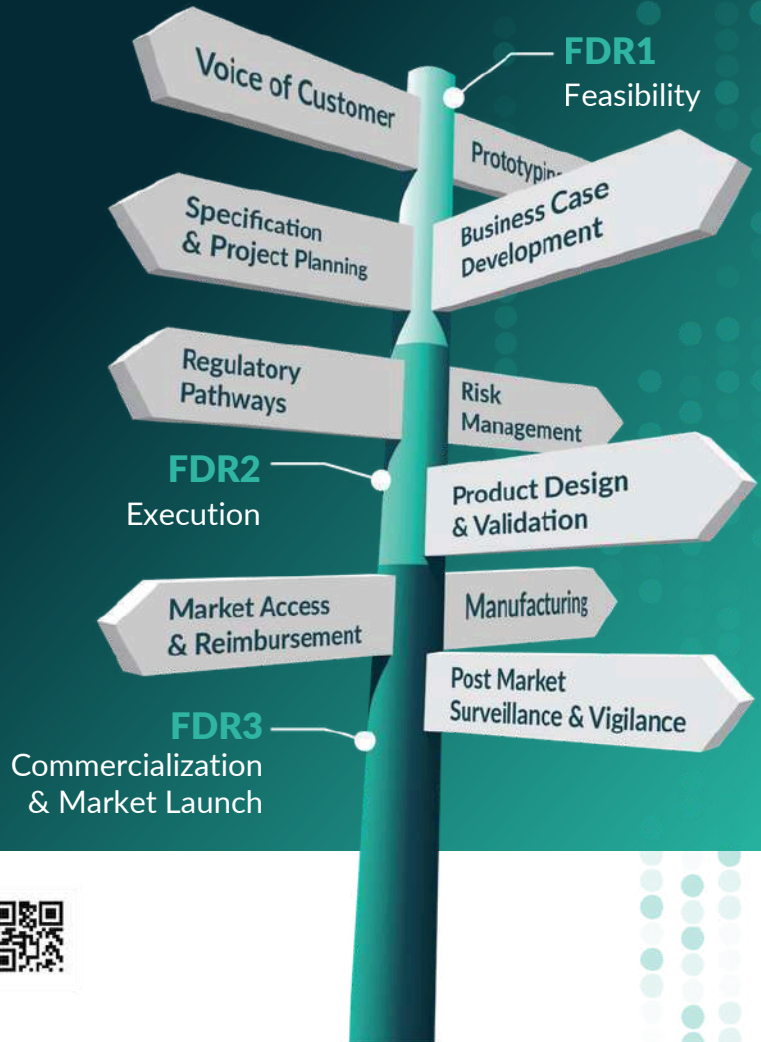 FDR1
Feasibility
Voice of Customer
Prototyping
Business Case
Development
Specification
& Project Planning
Regulatory
Pathways
Risk
Management
FDR2
Execution
Product Design
& Validation
Market Access
& Reimbursement
Manufacturing
Post Market
Surveillance & Vigilance
FDR3
Commercialization
& Market Launch